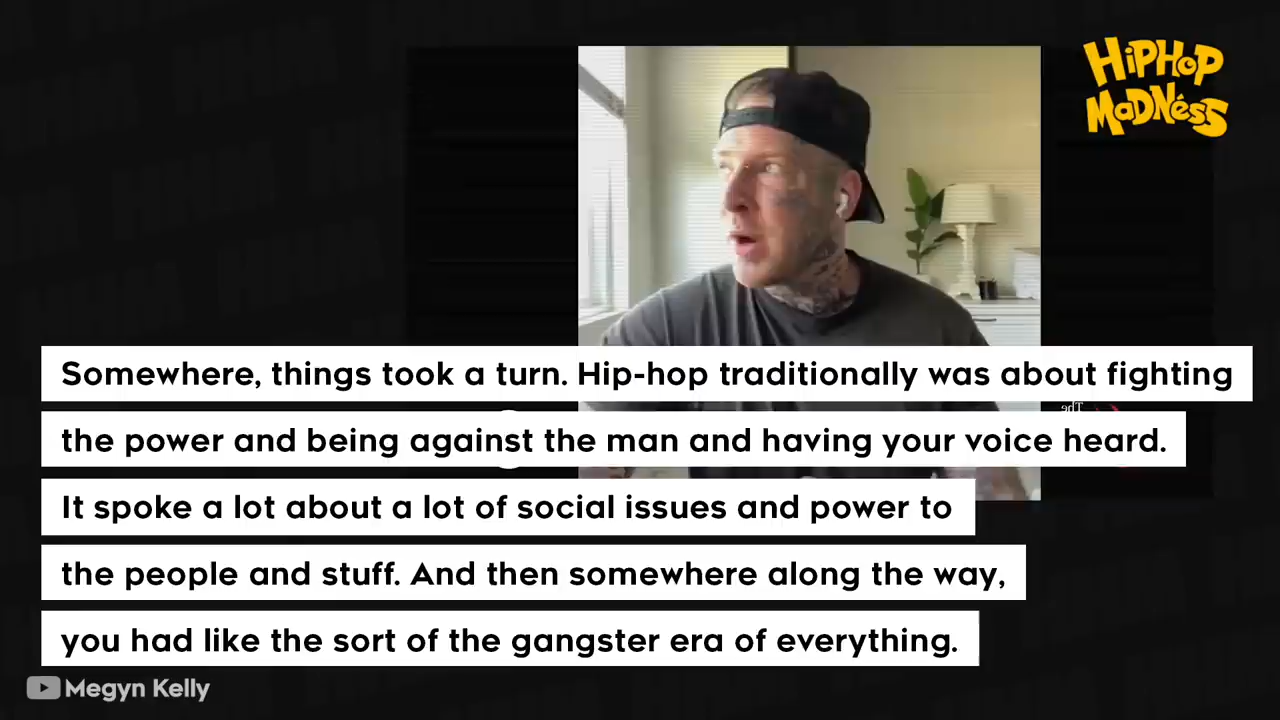 HiPHOP
MADNéss
Somewhere, things took a turn. Hip-hop traditionally was about fighting
The
the power and being against the man and having your voice heard.
It spoke a lot about a lot of social issues and power to
the people and stuff. And then somewhere along the way,
you had like the sort of the gangster era of everything.
Megyn Kelly